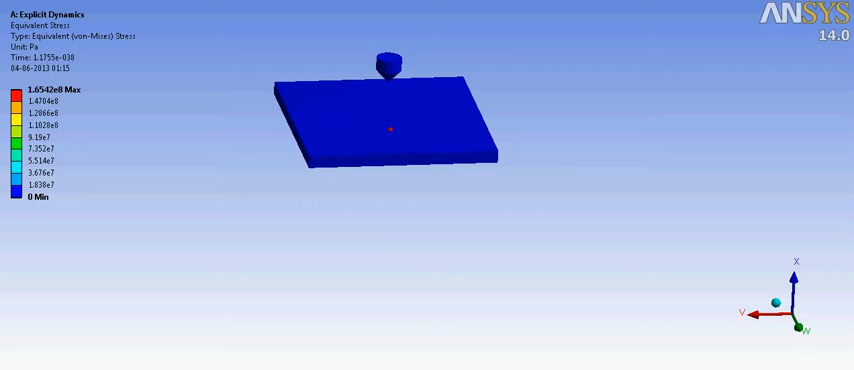 A: Explicit Dynamics
Equivalent Stress
Type: Equivalent (von-Mises) Stress
Unit: Pa
Time: 1.1755e-038
04-06-2013 01:15
ANSYS
14.0
1.6542e8 Max
1.4704e8
1.2866e8
1.1028e8
9.19e7
7.352e7
5.514e7
3.676e7
1.838e7
0 Min
X
V
W